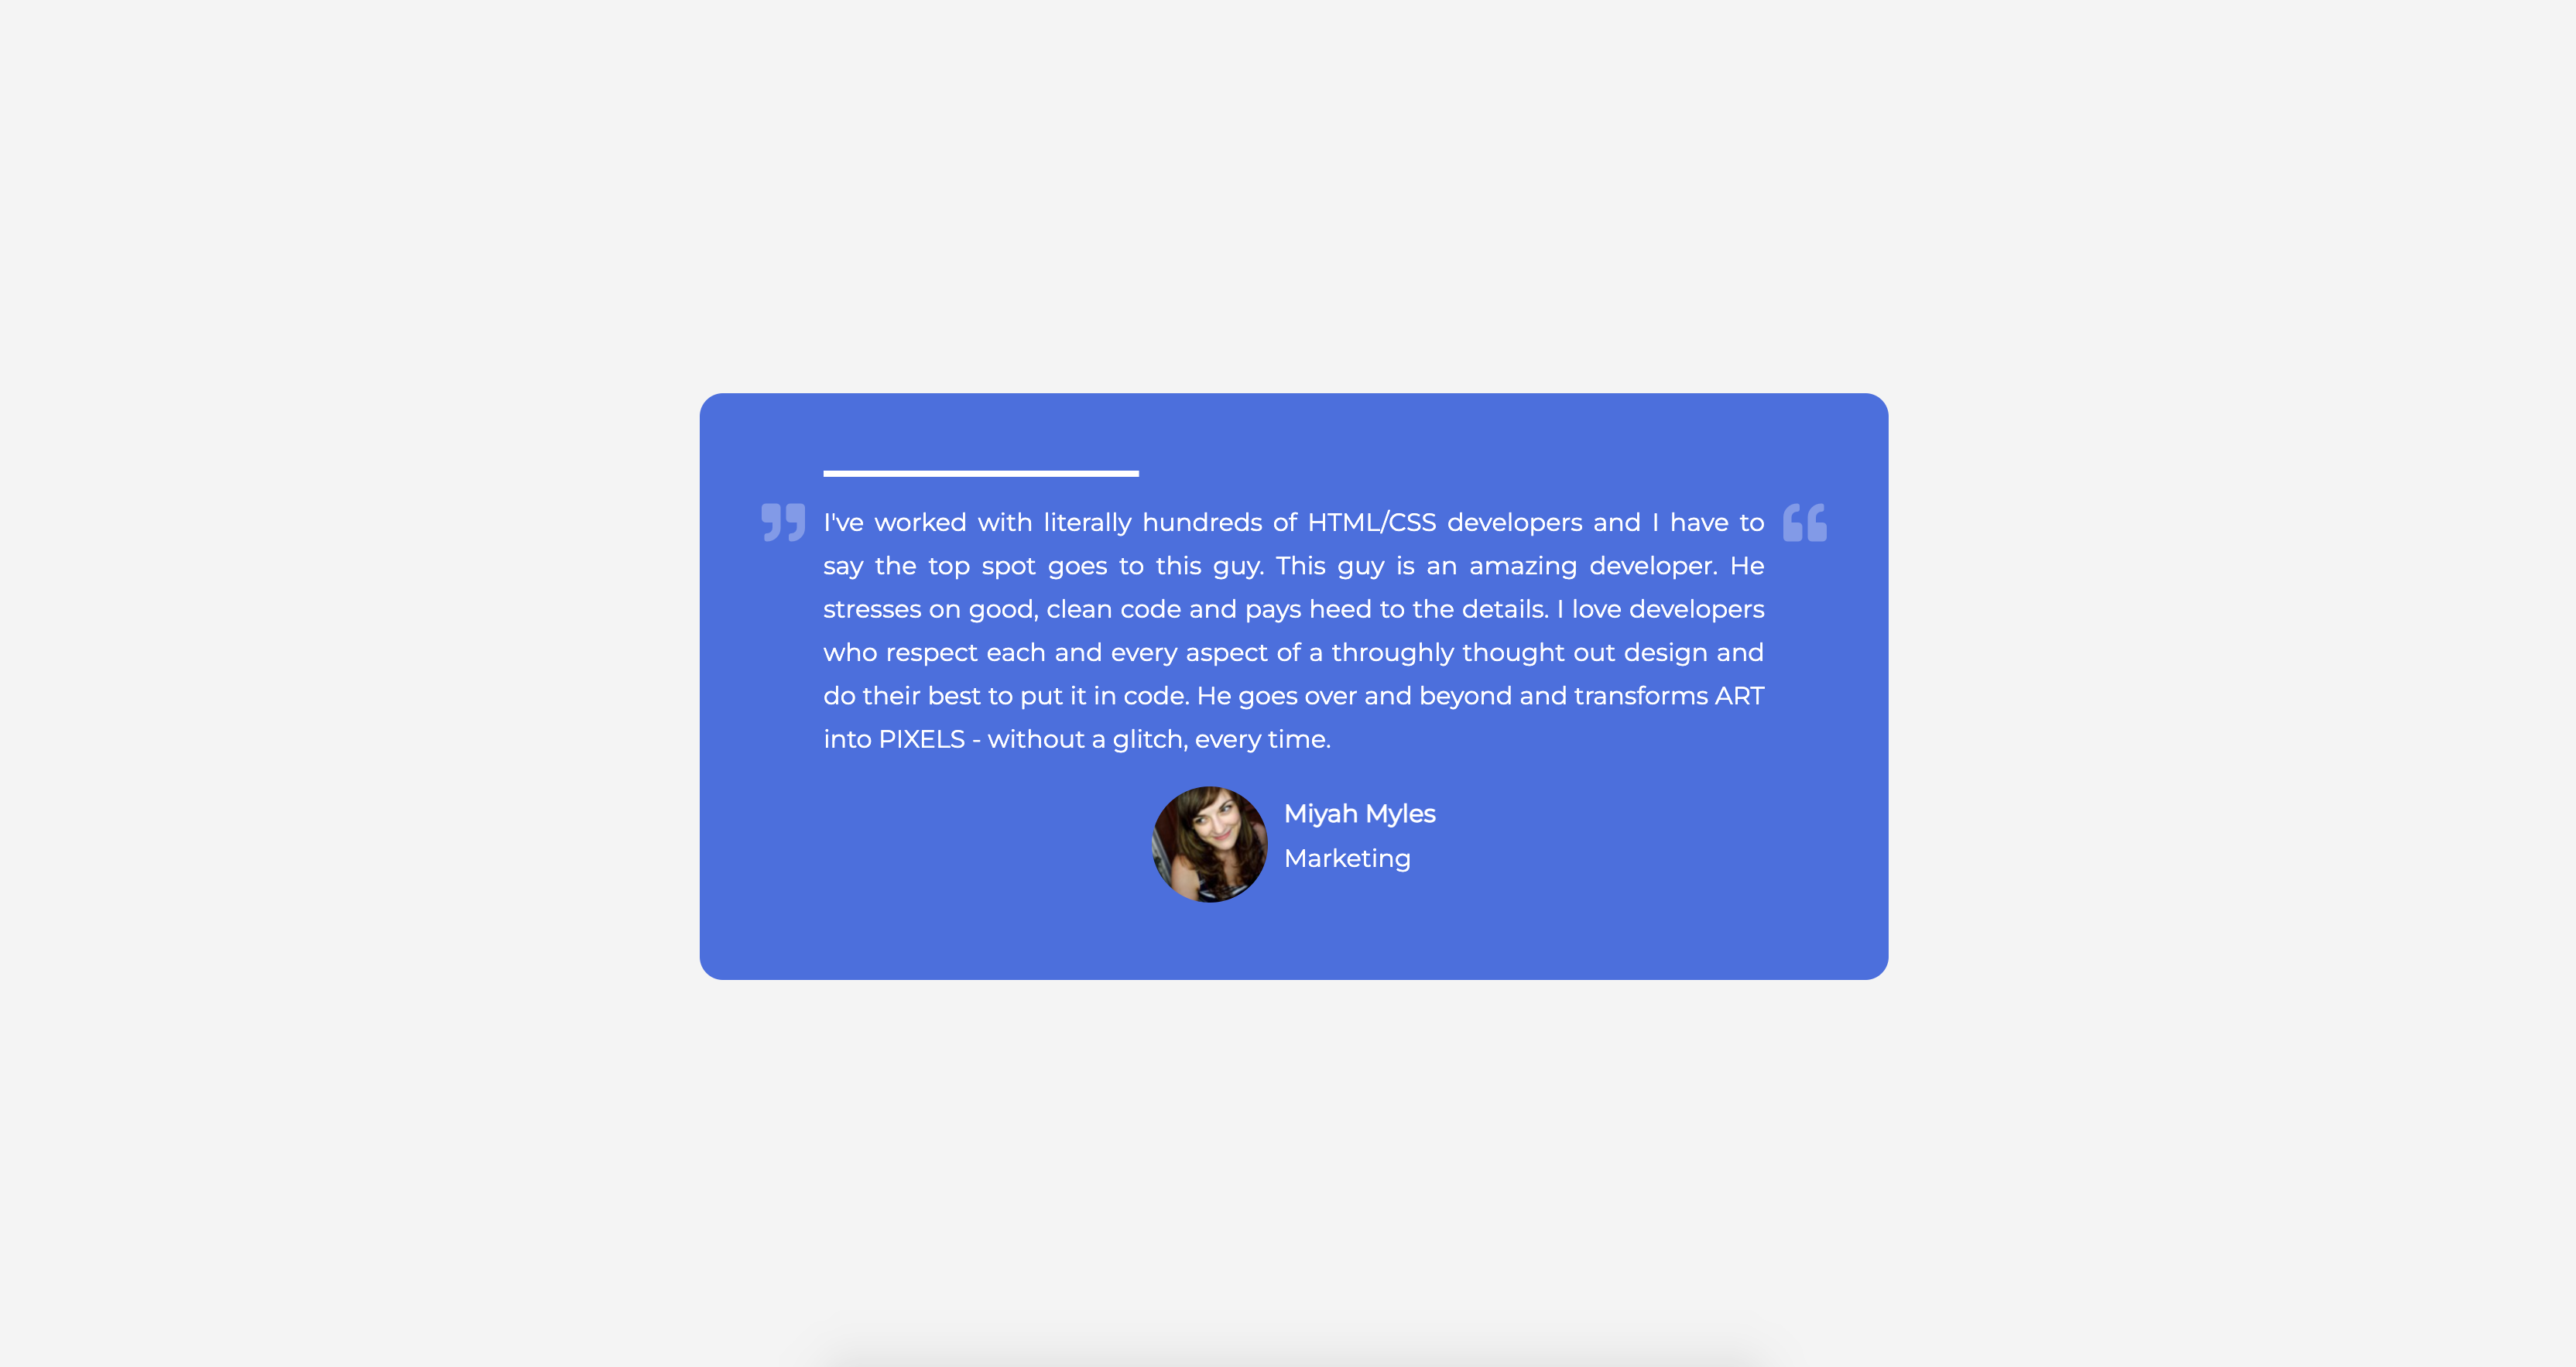 I've worked with literally hundreds of HTML/CSS developers and I have to
say the top spot goes to this guy. This guy is an amazing developer. He
stresses on good, clean code and pays heed to the details. I love developers
who respect each and every aspect of a throughly thought out design and
do their best to put it in code. He goes over and beyond and transforms ART
into PIXELS - without a glitch, every time.
Miyah Myles
Marketing